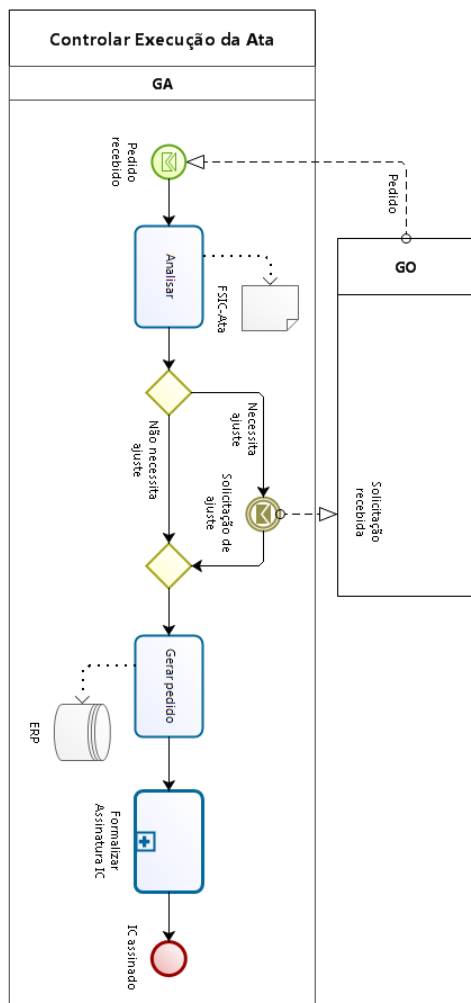 Controlar Execução da Ata
GA
Pedido
recebido
Pedido
GO
Analisar
FSIC-Ata
Necessita
ajuste
Não necessita
ajuste
Solicitação de
ajuste
Solicitação
recebida
Gerar pedido
ERP
Formalizar
Assinatura IC
IC assinado